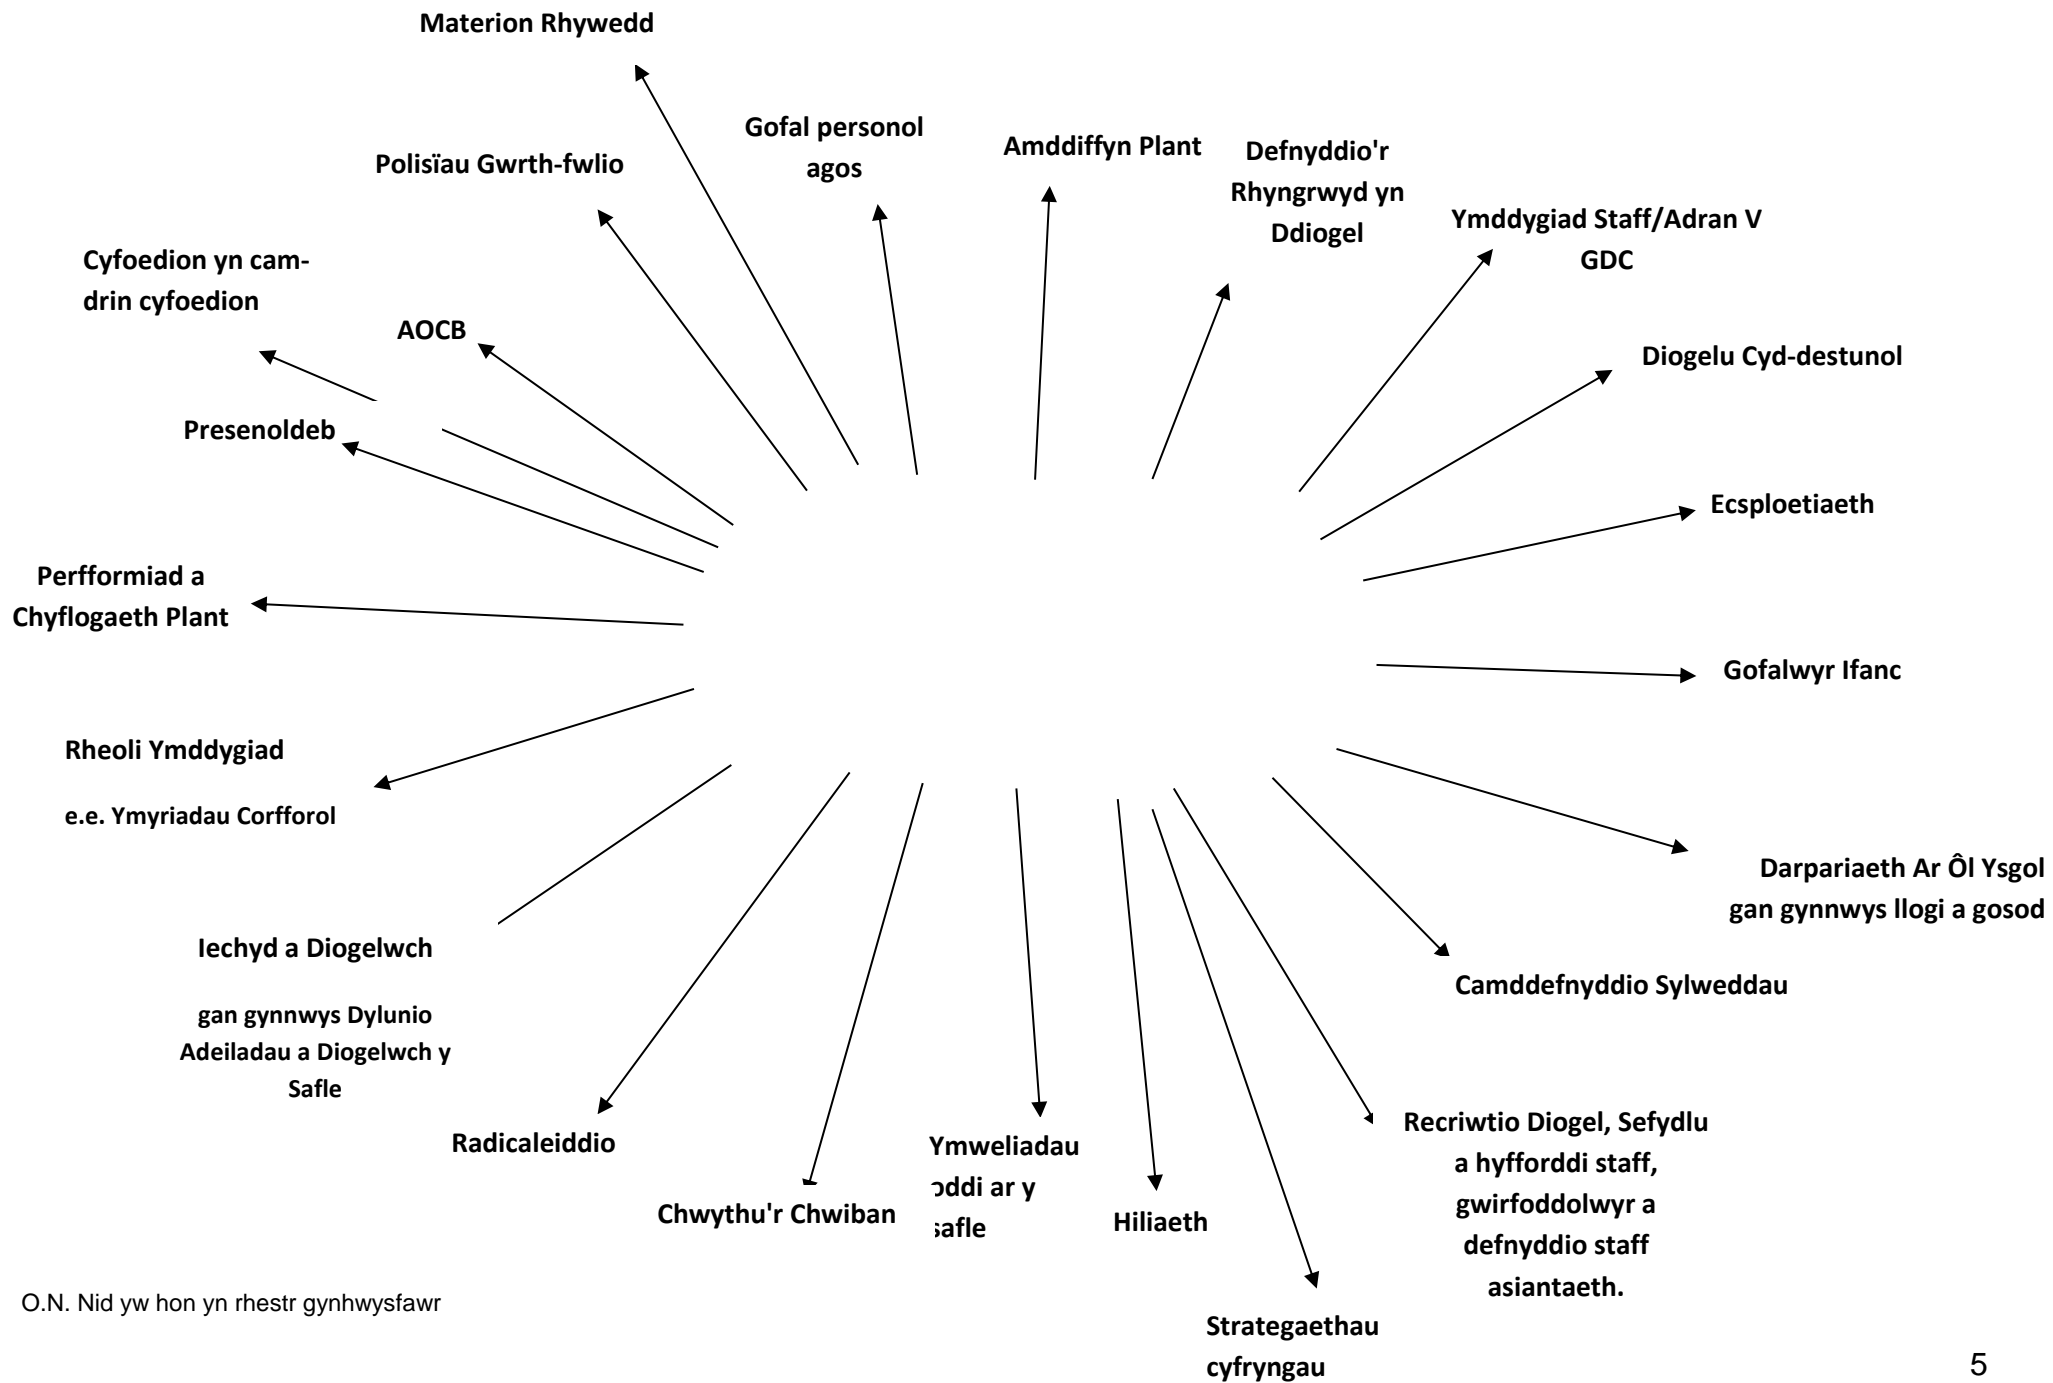 Materion Rhywedd
Gofal personol
agos
Amddiffyn Plant
Defnyddio'r
Rhyngrwyd yn
Ddiogel
Polisïau Gwrth-fwlio
Ymddygiad Staff/Adran V
GDC
Cyfoedion yn cam-
drin cyfoedion
AOCB
Diogelu Cyd-destunol
Presenoldeb
Ecsploetiaeth
Perfformiad a
Chyflogaeth Plant
Gofalwyr Ifanc
Rheoli Ymddygiad
e.e. Ymyriadau Corfforol
Darpariaeth Ar Ôl Ysgol
gan gynnwys llogi a gosod
Iechyd a Diogelwch
gan gynnwys Dylunio
Adeiladau a Diogelwch y
Safle
Camddefnyddio Sylweddau
Radicaleiddio
Chwythu'r Chwiban
Ymweliadau
oddi ar y
safle
Hiliaeth
Recriwtio Diogel, Sefydlu
a hyfforddi staff,
gwirfoddolwyr a
defnyddio staff
asiantaeth.
Strategaethau
cyfryngau
O.N. Nid yw hon yn rhestr gynhwysfawr
5